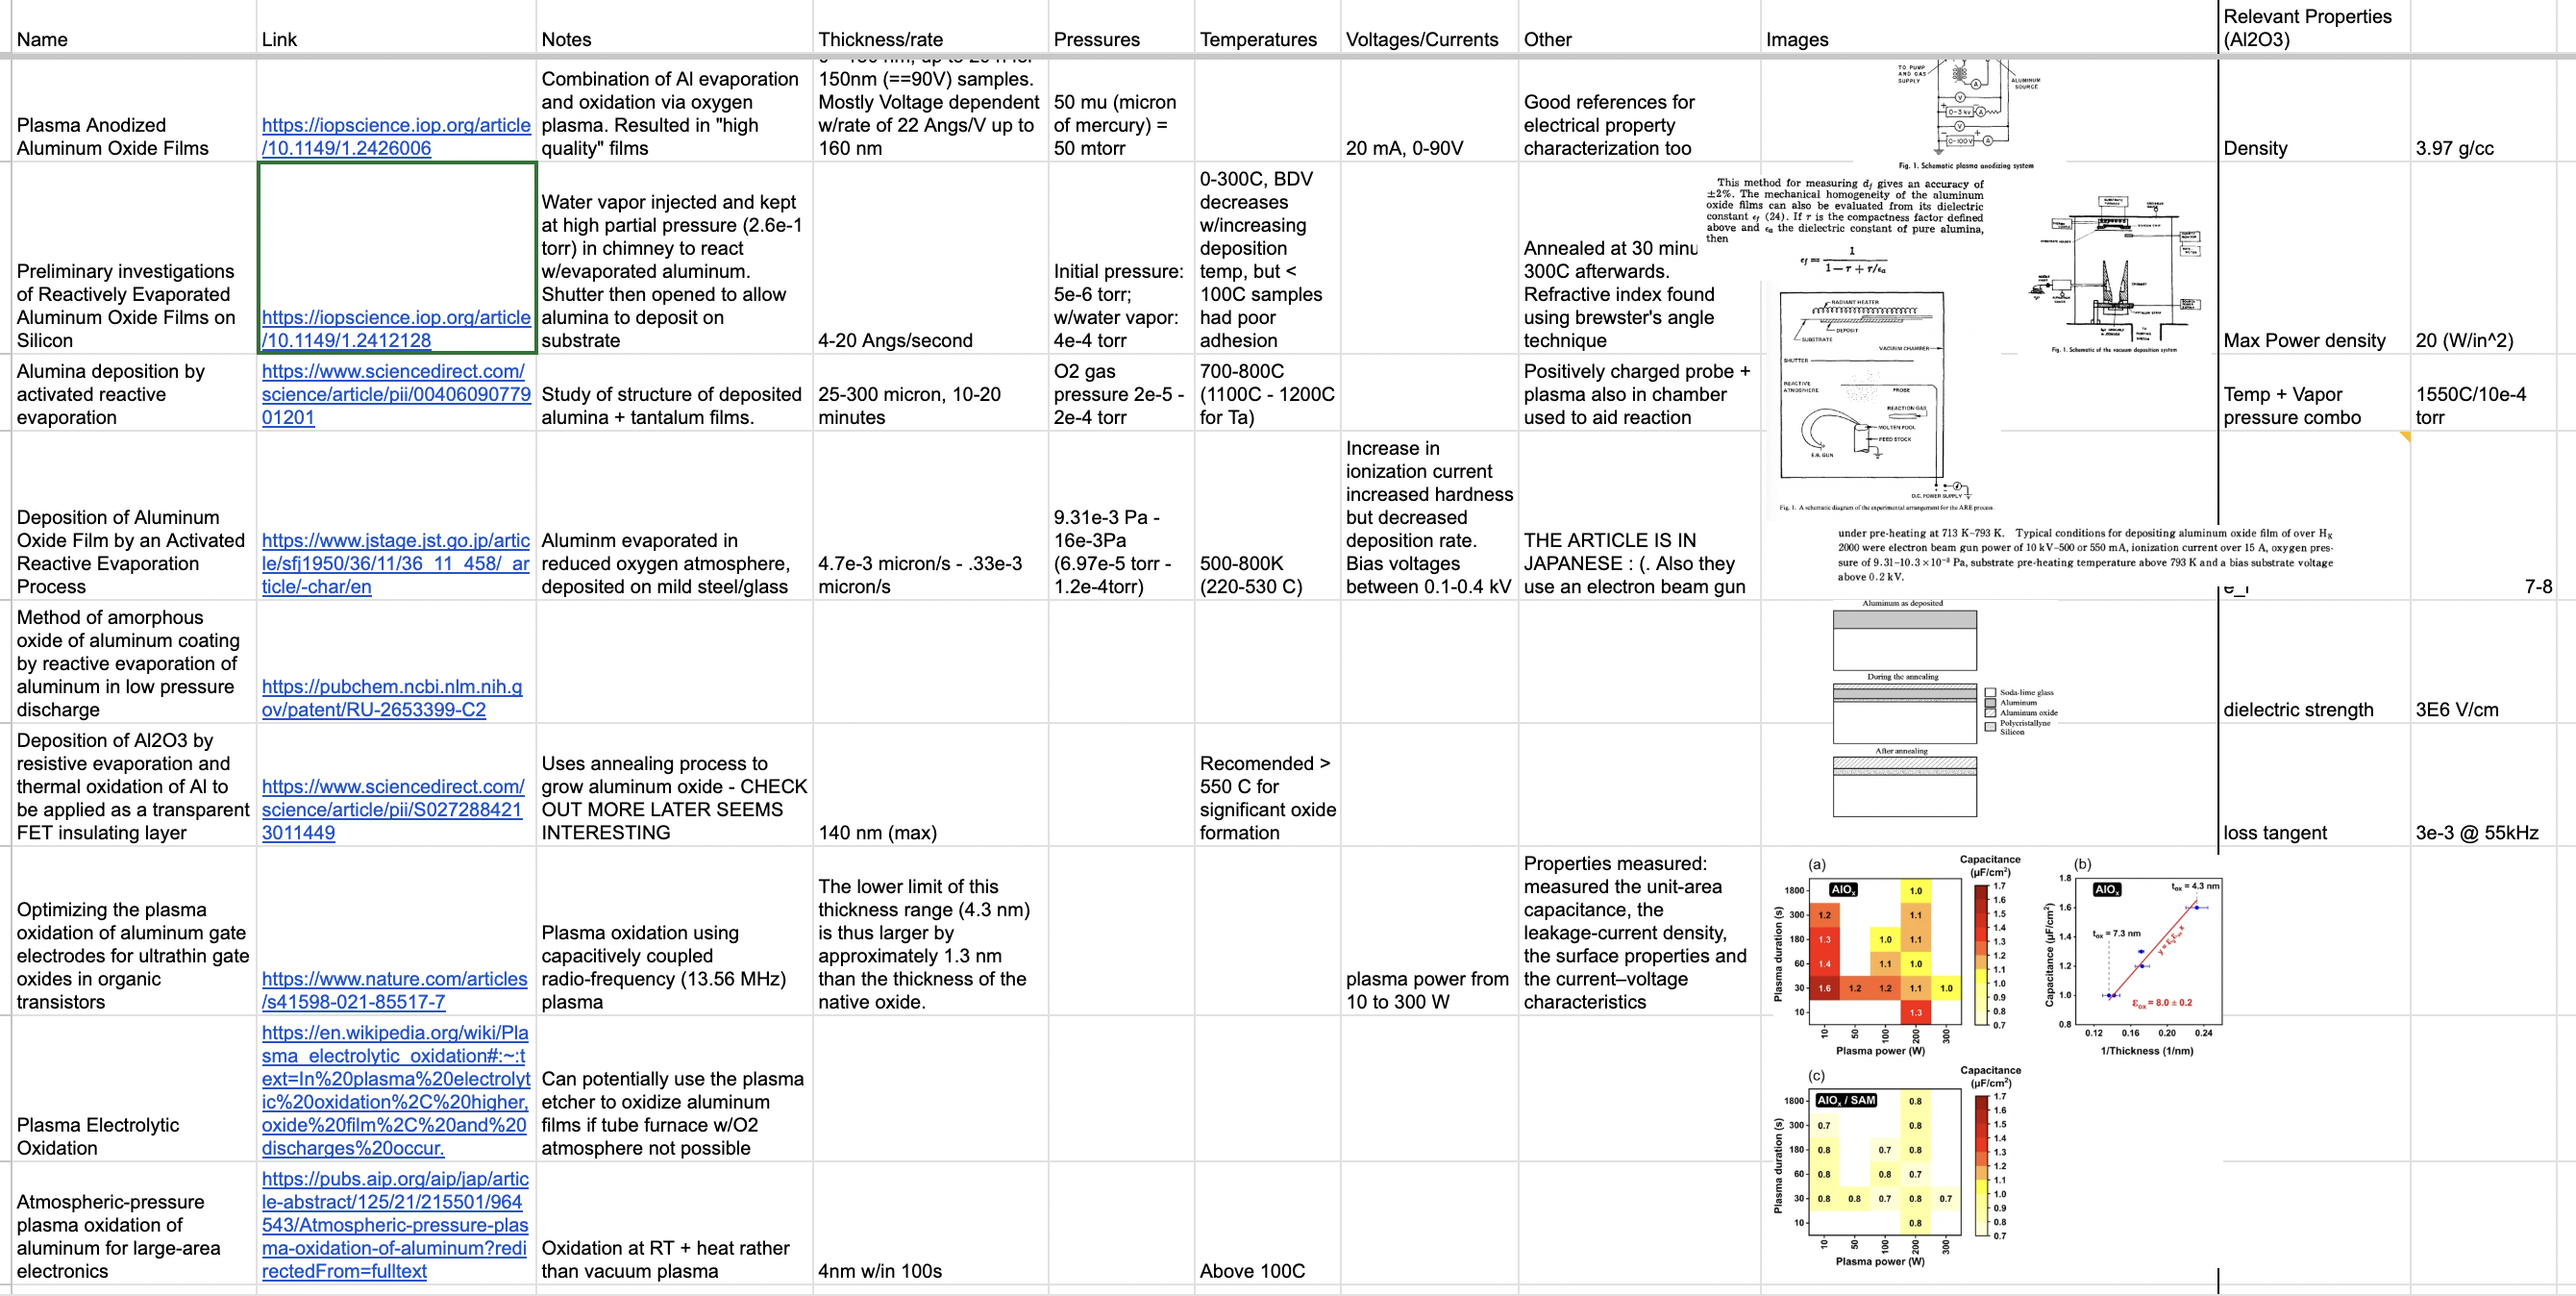 Name
Link
Notes
Thickness/rate
Pressures
Temperatures
Voltages/Currents
Other
Images
Relevant Properties
(Al2O3)
Plasma Anodized
Aluminum Oxide Films
https://iopscience.iop.org/article
/10.1149/1.2426006
Combination of Al evaporation
and oxidation via oxygen
plasma. Resulted in "high
quality" films
150nm (==90V) samples.
Mostly Voltage dependent
w/rate of 22 Angs/V up to
160 nm
50 mu (micron
of mercury) =
50 mtorr
20 mA, 0-90V
Good references for
electrical property
characterization too
TO PUMP
AND GAS
SUPPLY
ALUMINUM
SOURCE
Fig. 1. Schematic plasma anodizing system
Density
3.97 g/cc
Preliminary investigations
of Reactively Evaporated
Aluminum Oxide Films on
Silicon
https://iopscience.iop.org/article
/10.1149/1.2412128
Water vapor injected and kept
at high partial pressure (2.6e-1
torr) in chimney to react
w/evaporated aluminum.
Shutter then opened to allow
alumina to deposit on
substrate
4-20 Angs/second
Initial pressure:
5e-6 torr;
w/water vapor:
4e-4 torr
0-300C, BDV
decreases
w/increasing
deposition
temp, but <
100C samples
had poor
adhesion
Annealed at 30 minu
300C afterwards.
Refractive index found
using brewster's angle
technique
This method for measuring df gives an accuracy of
±2%. The mechanical homogeneity of the aluminum
oxide films can also be evaluated from its dielectric
constant εf (24). If r is the compactness factor defined
above and εa the dielectric constant of pure alumina,
then
εf = 1
1 − r + r/εa
Fig. 1. Schematic of the vacuum deposition system
Max Power density
20 (W/in^2)
Alumina deposition by
activated reactive
evaporation
https://www.sciencedirect.com/
science/article/pii/00406090779
01201
Study of structure of deposited
alumina + tantalum films.
25-300 micron, 10-20
minutes
O2 gas
pressure 2e-5 -
2e-4 torr
700-800C
(1100C - 1200C
for Ta)
Positively charged probe +
plasma also in chamber
used to aid reaction
RADIANT HEATER
DEPOSIT
SUBSTRATE
VACUUM CHAMBER
SHUTTER
REACTIVE
ATMOSPHERE
PROBE
REACTION GAS
MOLTEN POOL
FEED STOCK
E.B. GUN
D.C. POWER SUPPLY
Fig. 1. A schematic diagram of the experimental arrangement for the ARE process.
Temp + Vapor
pressure combo
1550C/10e-4
torr
Deposition of Aluminum
Oxide Film by an Activated
Reactive Evaporation
Process
https://www.jstage.jst.go.jp/artic
le/sfj1950/36/11/36_11_458/_ar
ticle/-char/en
Aluminm evaporated in
reduced oxygen atmosphere,
deposited on mild steel/glass
4.7e-3 micron/s - .33e-3
micron/s
9.31e-3 Pa -
16e-3Pa
(6.97e-5 torr -
1.2e-4torr)
500-800K
(220-530 C)
Increase in
ionization current
increased hardness
but decreased
deposition rate.
Bias voltages
between 0.1-0.4 kV
THE ARTICLE IS IN
JAPANESE : (. Also they
use an electron beam gun
under pre-heating at 713 K-793 K. Typical conditions for depositing aluminum oxide film of over HK
2000 were electron beam gun power of 10 kV-500 or 550 mA, ionization current over 15 A, oxygen pres-
sure of 9.31-10.3×10⁻³ Pa, substrate pre-heating temperature above 793 K and a bias substrate voltage
above 0.2 kV.
e_r
7-8
Method of amorphous
oxide of aluminum coating
by reactive evaporation of
aluminum in low pressure
discharge
https://pubchem.ncbi.nlm.nih.g
ov/patent/RU-2653399-C2
Aluminum as deposited
During the annealing
After annealing
Soda-lime glass
Aluminum
Aluminum oxide
Polycristallyne
Silicon
dielectric strength
3E6 V/cm
Deposition of Al2O3 by
resistive evaporation and
thermal oxidation of Al to
be applied as a transparent
FET insulating layer
https://www.sciencedirect.com/
science/article/pii/S027288421
3011449
Uses annealing process to
grow aluminum oxide - CHECK
OUT MORE LATER SEEMS
INTERESTING
140 nm (max)
Recomended >
550 C for
significant oxide
formation
loss tangent
3e-3 @ 55kHz
Optimizing the plasma
oxidation of aluminum gate
electrodes for ultrathin gate
oxides in organic
transistors
https://www.nature.com/articles
/s41598-021-85517-7
Plasma oxidation using
capacitively coupled
radio-frequency (13.56 MHz)
plasma
The lower limit of this
thickness range (4.3 nm)
is thus larger by
approximately 1.3 nm
than the thickness of the
native oxide.
plasma power from
10 to 300 W
Properties measured:
measured the unit-area
capacitance, the
leakage-current density,
the surface properties and
the current–voltage
characteristics
(a)
AlOx
Capacitance
(µF/cm²)
Plasma duration (s)
1800 1.0
300 1.2 1.1
180 1.3 1.0 1.1
60 1.4 1.1 1.0
30 1.6 1.2 1.2 1.1 1.0
10 1.3
10 50 100 200 300
Plasma power (W)
1.7
1.6
1.5
1.4
1.3
1.2
1.1
1.0
0.9
0.8
0.7
(b)
AlOx
Capacitance (µF/cm²)
1.8
1.6
1.4
1.2
1.0
0.8
tox = 4.3 nm
tox = 7.3 nm
εox = 8.0 ± 0.2
0.12 0.16 0.20 0.24
1/Thickness (1/nm)
Plasma Electrolytic
Oxidation
https://en.wikipedia.org/wiki/Pla
sma_electrolytic_oxidation#:~:t
ext=In%20plasma%20electrolyt
ic%20oxidation%2C%20higher,
oxide%20film%2C%20and%20
discharges%20occur.
Can potentially use the plasma
etcher to oxidize aluminum
films if tube furnace w/O2
atmosphere not possible
(c)
AlOx / SAM
Capacitance
(µF/cm²)
Plasma duration (s)
1800 0.8
300 0.7 0.8
180 0.8 0.7 0.8
60 0.8 0.8 0.7
30 0.8 0.8 0.7 0.8 0.7
10 0.8
10 50 100 200 300
Plasma power (W)
1.7
1.6
1.5
1.4
1.3
1.2
1.1
1.0
0.9
0.8
0.7
Atmospheric-pressure
plasma oxidation of
aluminum for large-area
electronics
https://pubs.aip.org/aip/jap/artic
le-abstract/125/21/215501/964
543/Atmospheric-pressure-plas
ma-oxidation-of-aluminum?redi
rectedFrom=fulltext
Oxidation at RT + heat rather
than vacuum plasma
4nm w/in 100s
Above 100C